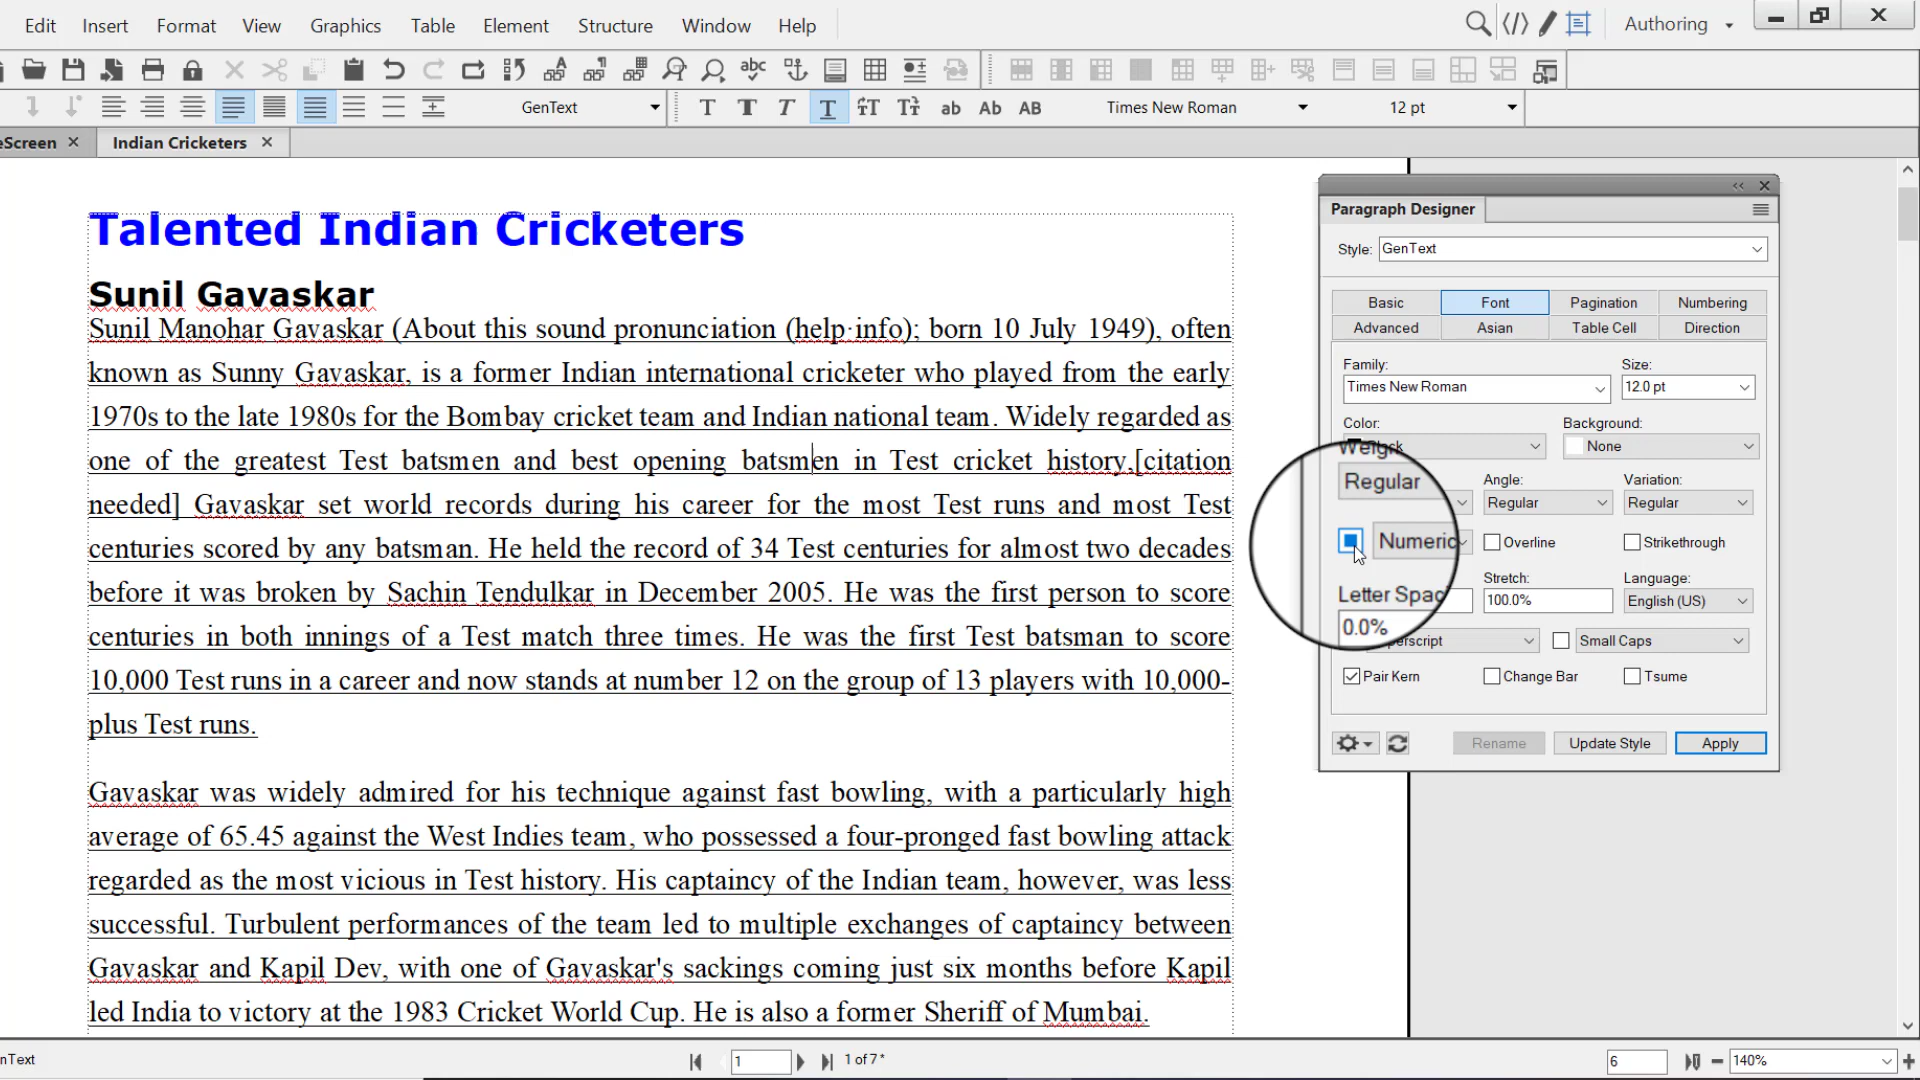 Edit Insert Format View Graphics Table Element Structure Window Help
Authoring
GenText
T T T T ab Ab AB
Times New Roman
12 pt
eScreen
Indian Cricketers
Talented Indian Cricketers
Sunil Gavaskar
Sunil Manohar Gavaskar (About this sound pronunciation (help·info); born 10 July 1949), often
known as Sunny Gavaskar, is a former Indian international cricketer who played from the early
1970s to the late 1980s for the Bombay cricket team and Indian national team. Widely regarded as
one of the greatest Test batsmen and best opening batsmen in Test cricket history,[citation
needed] Gavaskar set world records during his career for the most Test runs and most Test
centuries scored by any batsman. He held the record of 34 Test centuries for almost two decades
before it was broken by Sachin Tendulkar in December 2005. He was the first person to score
centuries in both innings of a Test match three times. He was the first Test batsman to score
10,000 Test runs in a career and now stands at number 12 on the group of 13 players with 10,000-
plus Test runs.
Gavaskar was widely admired for his technique against fast bowling, with a particularly high
average of 65.45 against the West Indies team, who possessed a four-pronged fast bowling attack
regarded as the most vicious in Test history. His captaincy of the Indian team, however, was less
successful. Turbulent performances of the team led to multiple exchanges of captaincy between
Gavaskar and Kapil Dev, with one of Gavaskar's sackings coming just six months before Kapil
led India to victory at the 1983 Cricket World Cup. He is also a former Sheriff of Mumbai.
Paragraph Designer
Style: GenText
Basic Font Pagination Numbering
Advanced Asian Table Cell Direction
Family: Size:
Times New Roman 12.0 pt
Color: Background:
None
Weight
Angle: Variation:
Regular Regular Regular
Numeric Overline Strikethrough
Letter Spac Stretch: Language:
0.0% 100.0% English (US)
perscript Small Caps
Pair Kern Change Bar Tsume
Rename Update Style Apply
nText
1
1 of 7*
6
140%